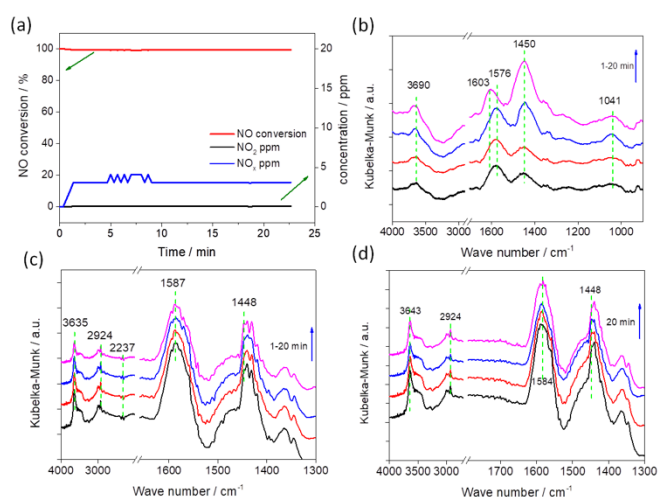 (a)
100
80
60
40
20
0
NO conversion / %
20
16
12
8
4
0
concentration / ppm
NO conversion
NO₂ ppm
NOₓ ppm
0 5 10 15 20 25
Time / min
(b)
1450
1-20 min
1576
1603
3690
1041
Kubelka-Munk / a.u.
4000 3500 3000 1600 1400 1200 1000
Wave number / cm⁻¹
(c)
1587
1448
3635
2924
2237
1-20 min
Kubelka-Munk / a.u.
4000 3000 1600 1500 1400 1300
Wave number / cm⁻¹
(d)
3643
2924
1448
20 min
1584
Kubelka-Munk / a.u.
4000 3500 3000 1600 1500 1400 1300
Wave number / cm⁻¹